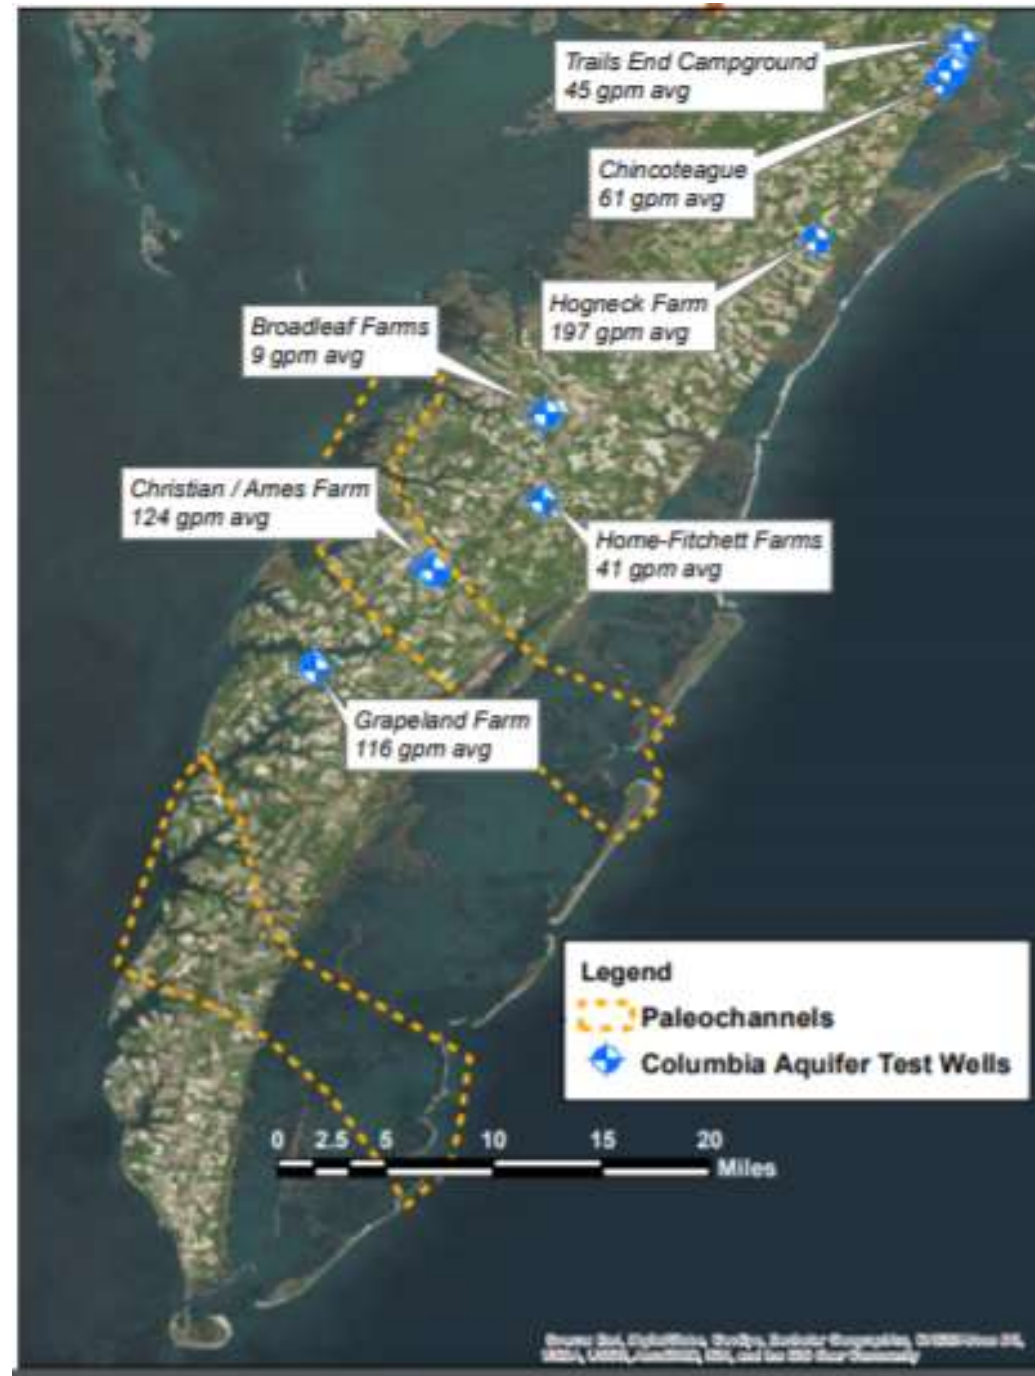 Trails End Campground
45 gpm avg
Chincoteague
61 gpm avg
Hogneck Farm
197 gpm avg
Broadleaf Farms
9 gpm avg
Christian / Ames Farm
124 gpm avg
Home-Fitchett Farms
41 gpm avg
Grapeland Farm
116 gpm avg
Legend
Paleochannels
Columbia Aquifer Test Wells
0 2.5 5 10 15 20
Miles